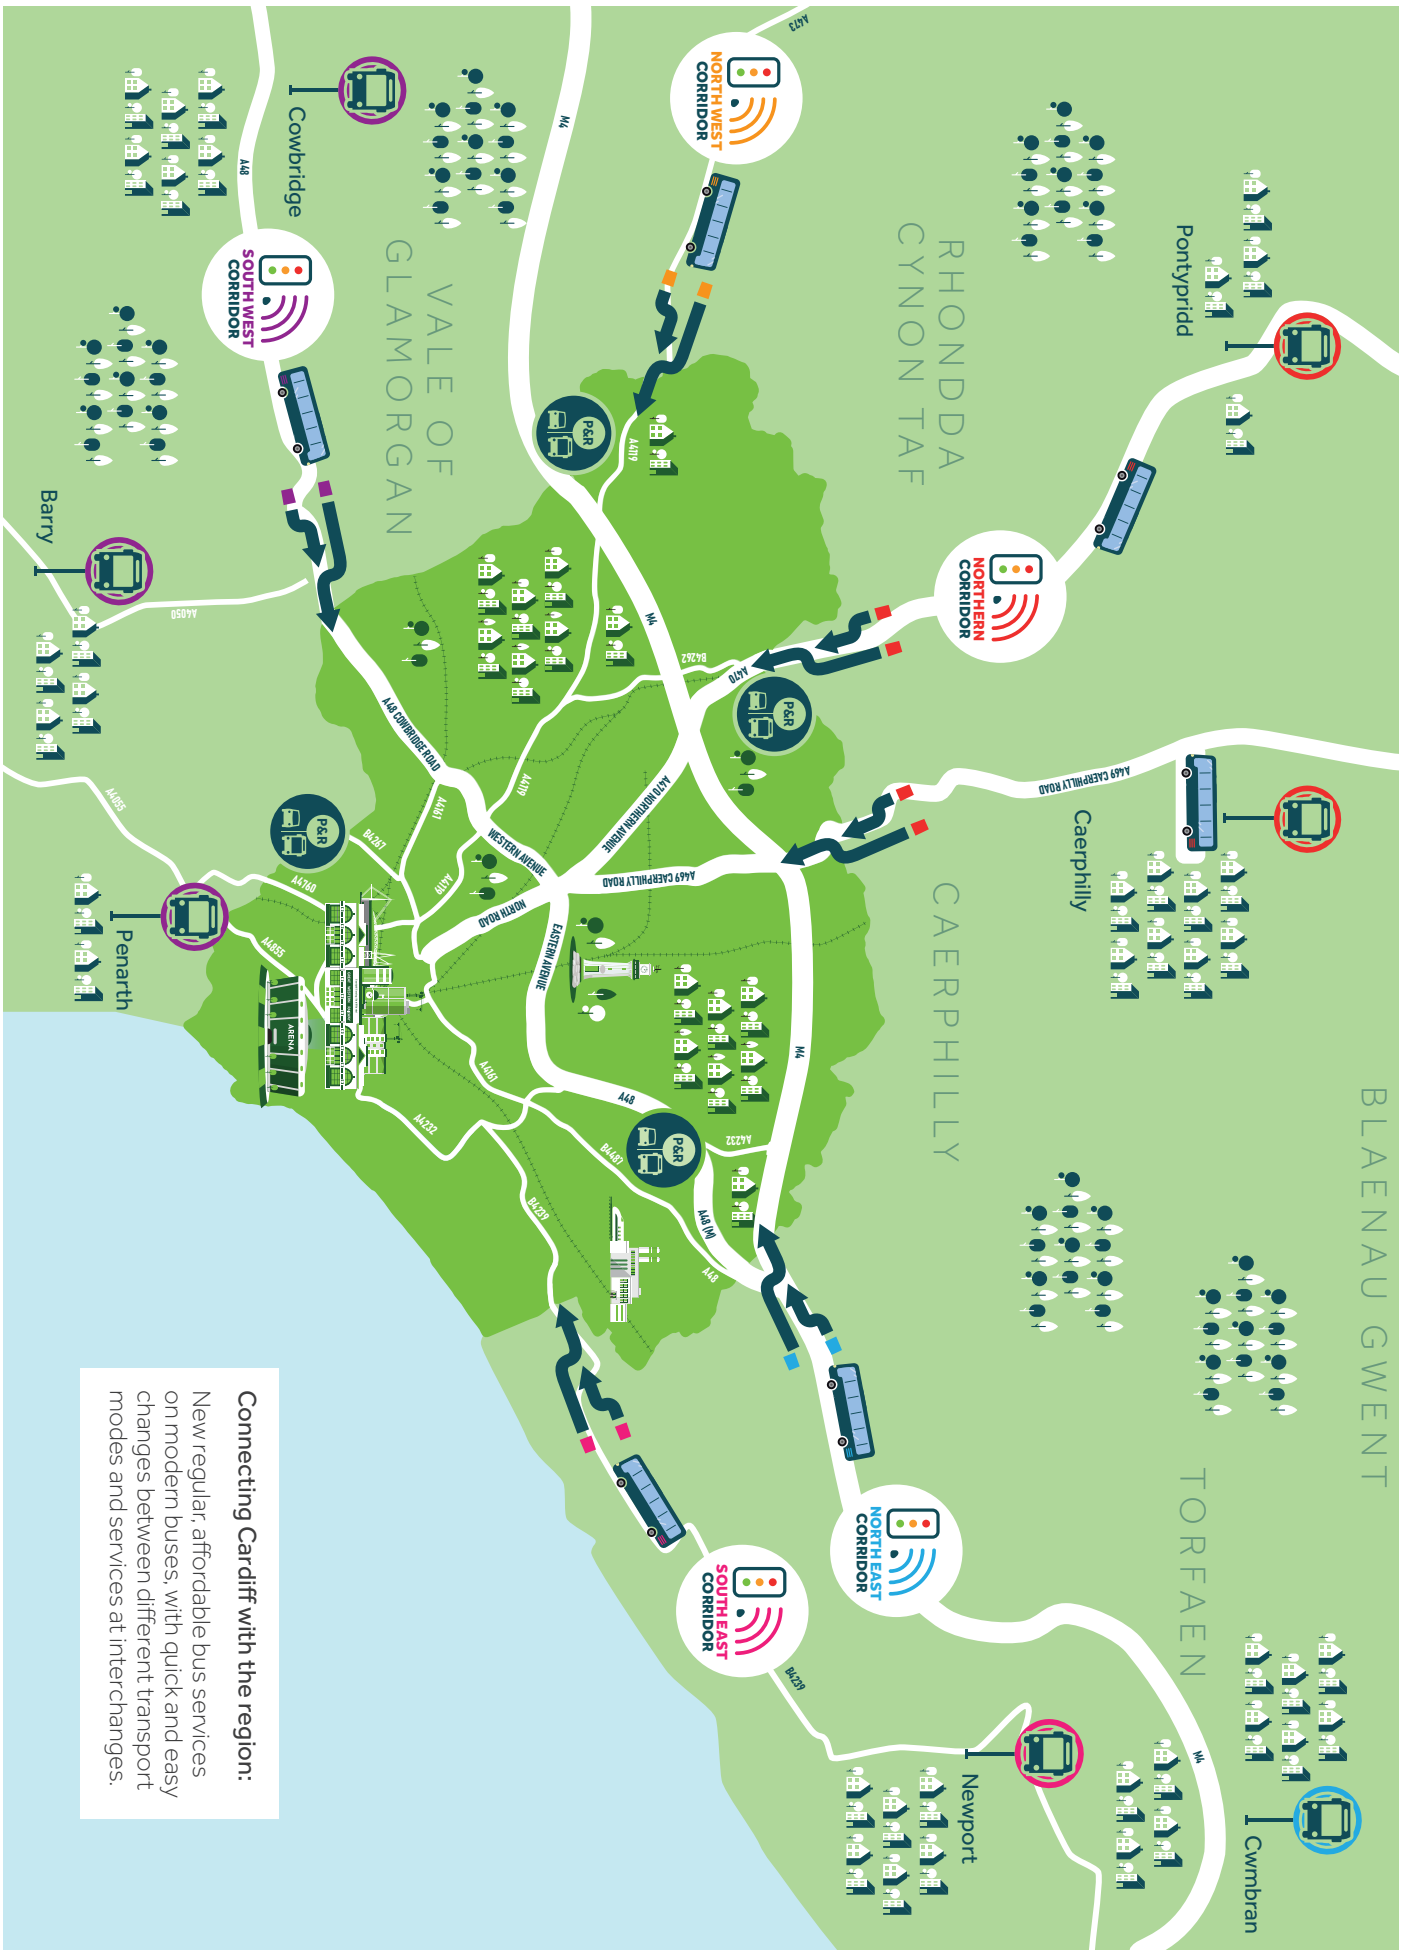 A473
NORTH WEST
CORRIDOR
M4
Cowbridge
A48
SOUTH WEST
CORRIDOR
VALE OF
GLAMORGAN
RHONDDA
CYNON TAF
Pontypridd
NORTHERN
CORRIDOR
P&R
A4119
Barry
A4050
M4
B4262
A470
P&R
A48 COWBRIDGE ROAD
A4119
A470 NORTHERN AVENUE
A469 CAERPHILLY ROAD
Caerphilly
A4055
P&R
B4267
A4161
WESTERN AVENUE
A4119
A469 CAERPHILLY ROAD
A4760
NORTH ROAD
EASTERN AVENUE
CAERPHILLY
Penarth
A4855
ARENA
A4161
M4
A4232
A48
B4487
P&R
A4232
B4239
A48 (M)
A48
BLAENAU GWENT
TORFAEN
NORTH EAST
CORRIDOR
SOUTH EAST
CORRIDOR
B4239
Newport
M4
Cwmbran
Connecting Cardiff with the region:
New regular, affordable bus services
on modern buses, with quick and easy
changes between different transport
modes and services at interchanges.